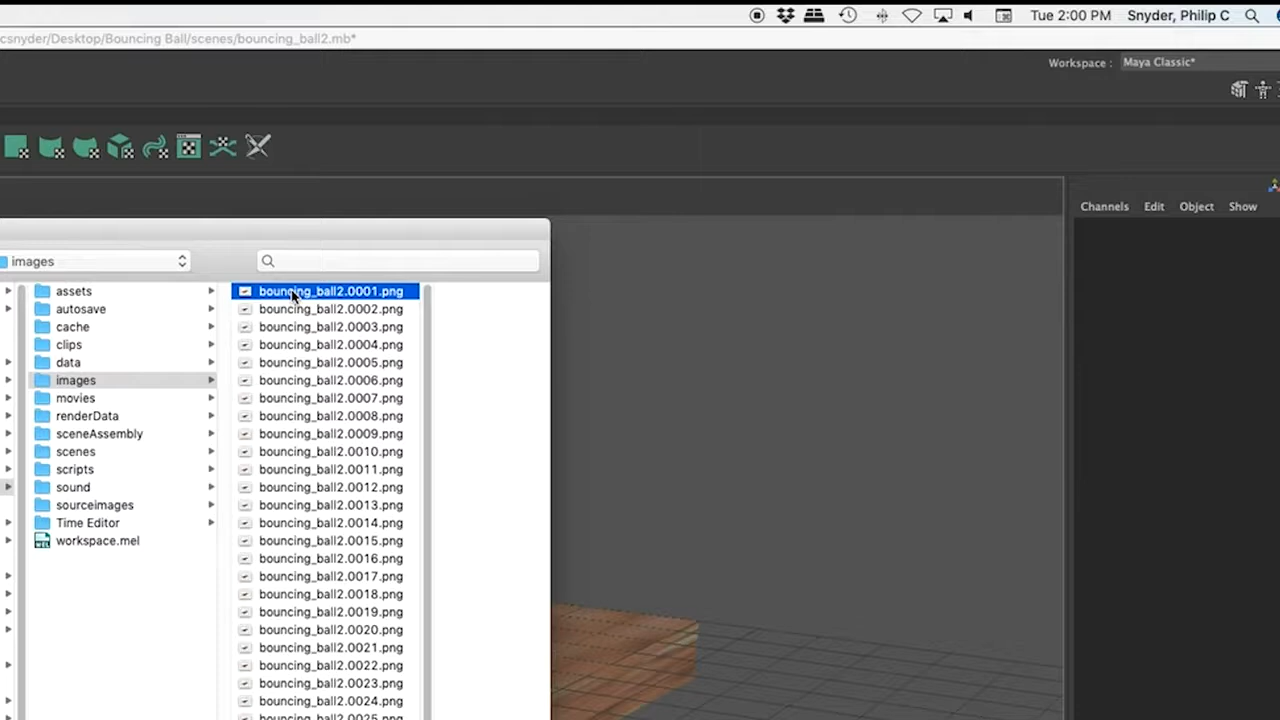 Tue 2:00 PM Snyder, Philip C
csnyder/Desktop/Bouncing Ball/scenes/bouncing_ball2.mb*
Workspace : Maya Classic*
Channels Edit Object Show
images
assets
autosave
cache
clips
data
images
movies
renderData
sceneAssembly
scenes
scripts
sound
sourceimages
Time Editor
workspace.mel
bouncing_ball2.0001.png
bouncing_ball2.0002.png
bouncing_ball2.0003.png
bouncing_ball2.0004.png
bouncing_ball2.0005.png
bouncing_ball2.0006.png
bouncing_ball2.0007.png
bouncing_ball2.0008.png
bouncing_ball2.0009.png
bouncing_ball2.0010.png
bouncing_ball2.0011.png
bouncing_ball2.0012.png
bouncing_ball2.0013.png
bouncing_ball2.0014.png
bouncing_ball2.0015.png
bouncing_ball2.0016.png
bouncing_ball2.0017.png
bouncing_ball2.0018.png
bouncing_ball2.0019.png
bouncing_ball2.0020.png
bouncing_ball2.0021.png
bouncing_ball2.0022.png
bouncing_ball2.0023.png
bouncing_ball2.0024.png
bouncing_ball2.0025.png